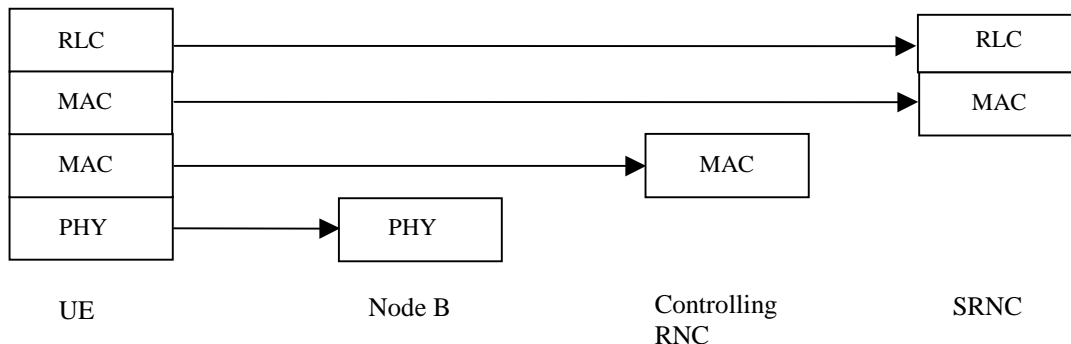 RLC
RLC
MAC
MAC
MAC
MAC
PHY
PHY
UE
Node B
Controlling
RNC
SRNC